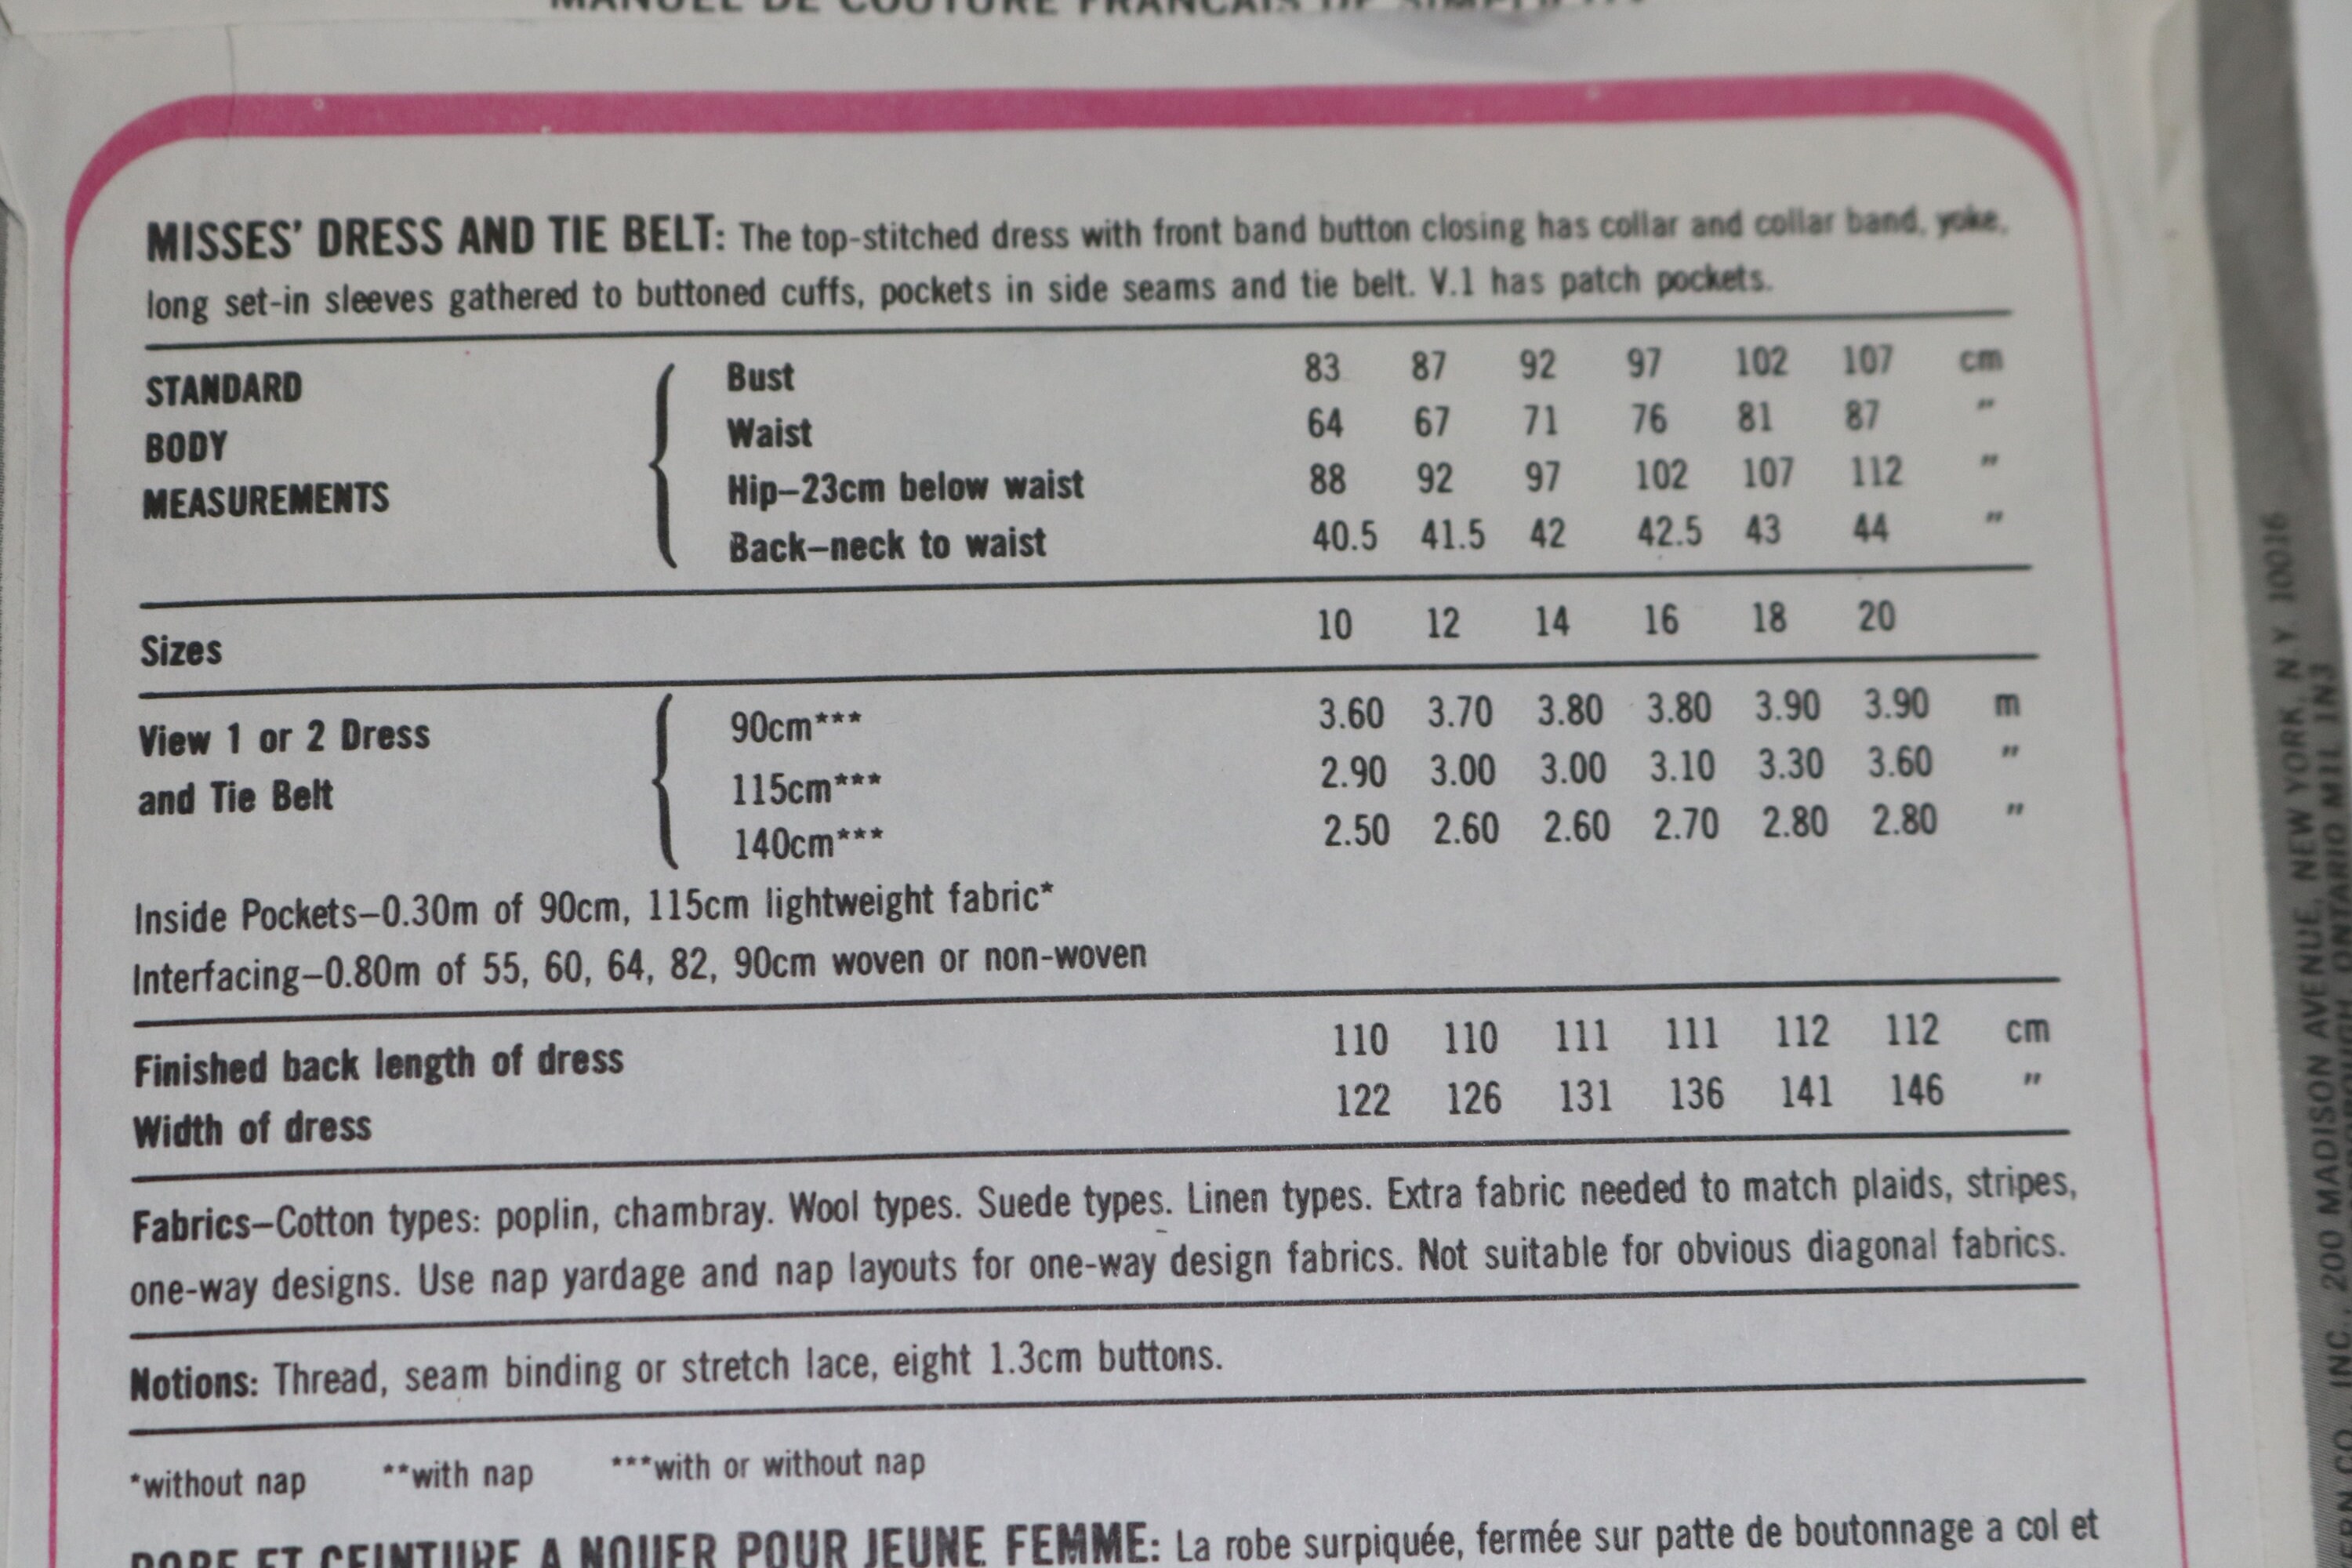 MANUEL DE COUTURE FRANCAIS DE SIMPLICITY
MISSES' DRESS AND TIE BELT: The top-stitched dress with front band button closing has collar and collar band, yoke,
long set-in sleeves gathered to buttoned cuffs, pockets in side seams and tie belt. V.1 has patch pockets.
STANDARD BODY MEASUREMENTS
Bust 83 87 92 97 102 107 cm
Waist 64 67 71 76 81 87 "
Hip–23cm below waist 88 92 97 102 107 112 "
Back–neck to waist 40.5 41.5 42 42.5 43 44 "
Sizes 10 12 14 16 18 20
View 1 or 2 Dress
and Tie Belt
90cm*** 3.60 3.70 3.80 3.80 3.90 3.90 m
115cm*** 2.90 3.00 3.00 3.10 3.30 3.60 "
140cm*** 2.50 2.60 2.60 2.70 2.80 2.80 "
Inside Pockets–0.30m of 90cm, 115cm lightweight fabric*
Interfacing–0.80m of 55, 60, 64, 82, 90cm woven or non-woven
Finished back length of dress 110 110 111 111 112 112 cm
Width of dress 122 126 131 136 141 146 "
Fabrics–Cotton types: poplin, chambray. Wool types. Suede types. Linen types. Extra fabric needed to match plaids, stripes,
one-way designs. Use nap yardage and nap layouts for one-way design fabrics. Not suitable for obvious diagonal fabrics.
Notions: Thread, seam binding or stretch lace, eight 1.3cm buttons.
*without nap **with nap ***with or without nap
ROBE ET CEINTURE A NOUER POUR JEUNE FEMME: La robe surpiquée, fermée sur patte de boutonnage a col et
CO., INC., 200 MADISON AVENUE, NEW YORK, N.Y. 10016
ONTARIO M1L 1N3